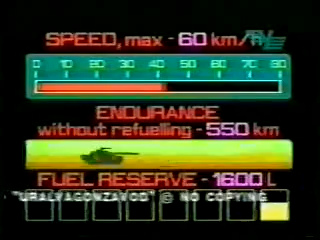 SPEED, max - 60 km/h
0 10 20 30 40 50 60 70 80
ENDURANCE
without refuelling - 550 km
FUEL RESERVE - 1600 L
"URALVAGONZAVOD" @ NO COPYING